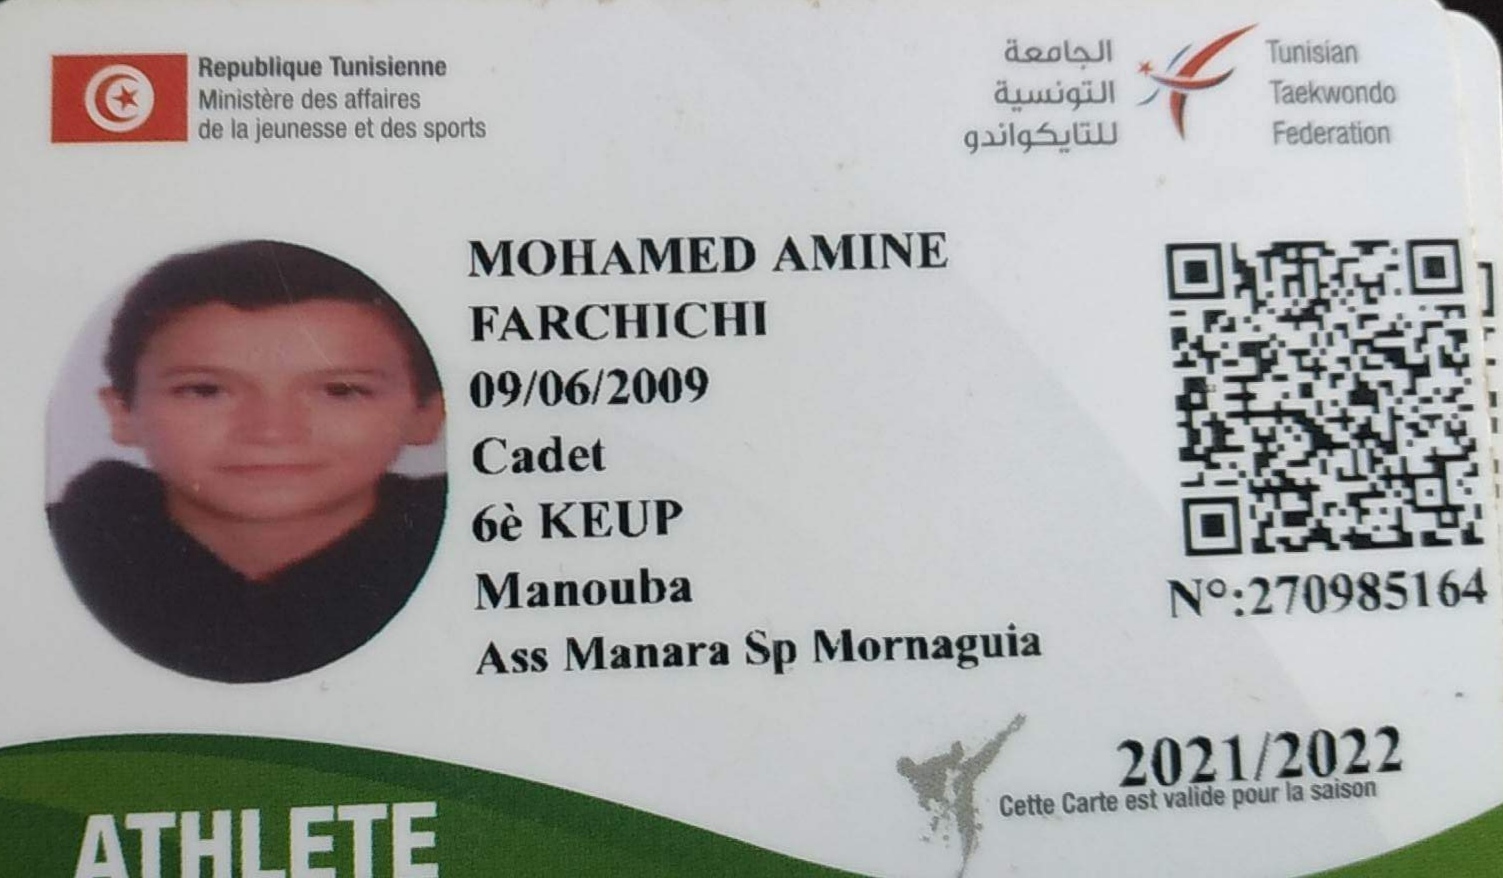 Republique Tunisienne
Ministère des affaires
de la jeunesse et des sports
الجامعة
التونسية
للتايكواندو
Tunisian
Taekwondo
Federation
MOHAMED AMINE
FARCHICHI
09/06/2009
Cadet
6è KEUP
Manouba
Ass Manara Sp Mornaguia
N°:270985164
2021/2022
Cette Carte est valide pour la saison
ATHLETE